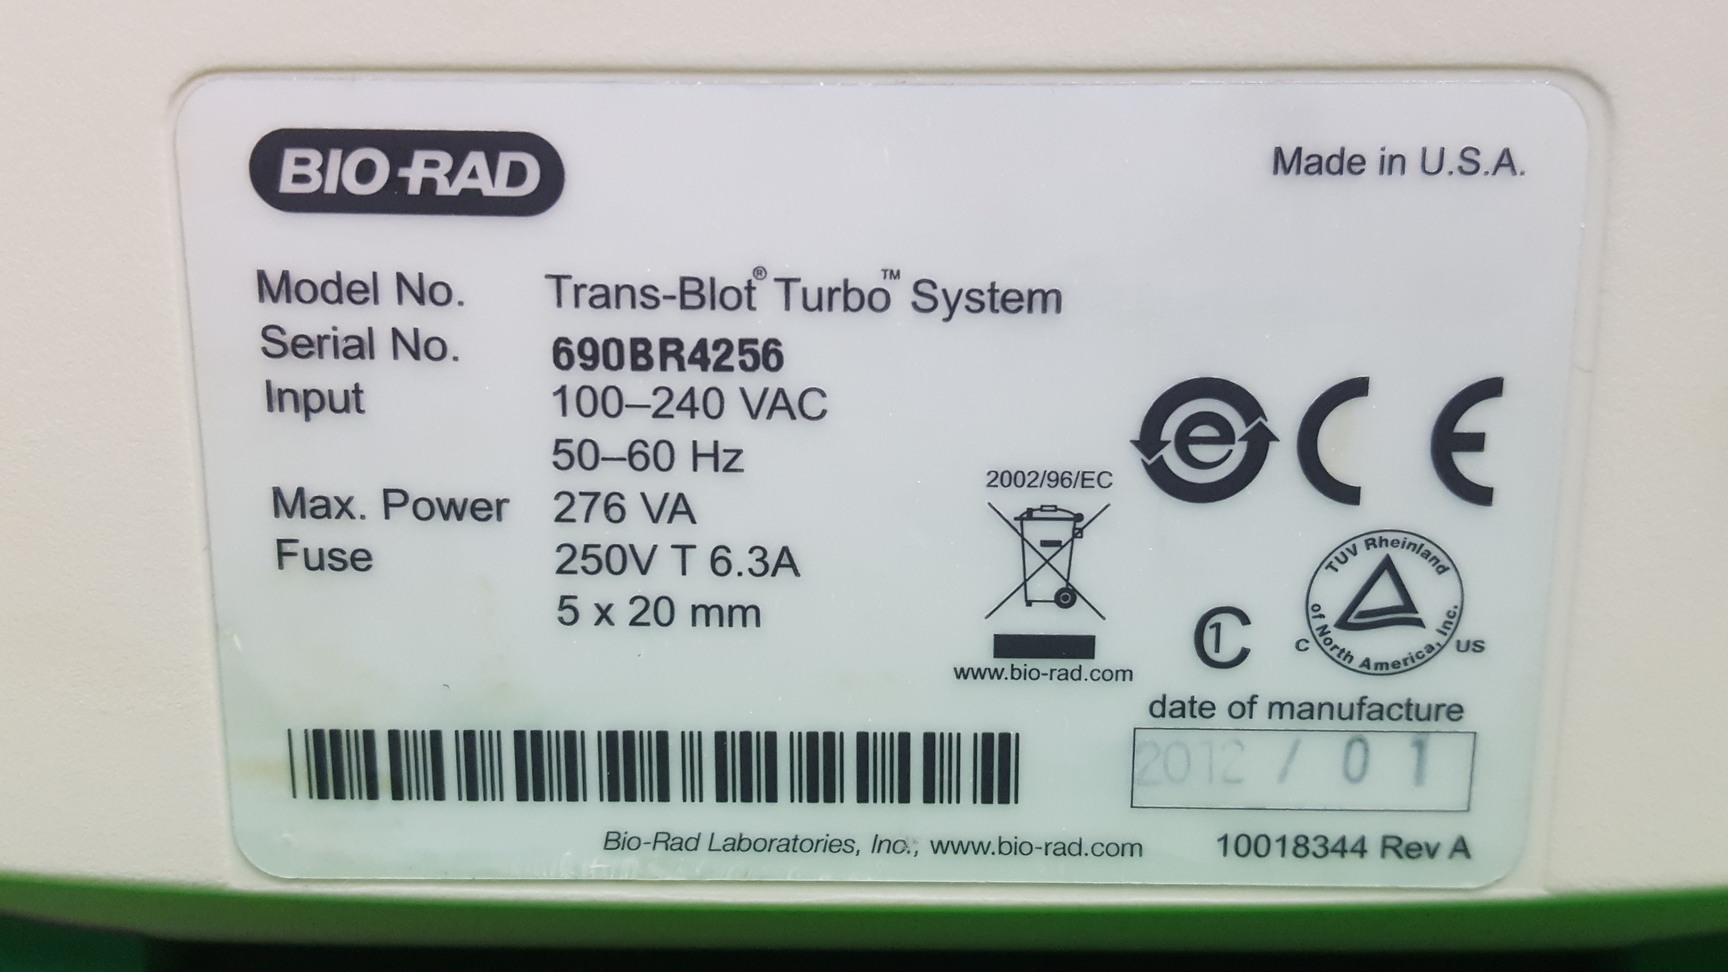 BIO-RAD
Made in U.S.A.
Model No. Trans-Blot® Turbo™ System
Serial No. 690BR4256
Input 100–240 VAC
50–60 Hz
Max. Power 276 VA
Fuse 250V T 6.3A
5 x 20 mm
e CE
2002/96/EC
www.bio-rad.com
C1
TUV Rheinland of North America, Inc.
C US
date of manufacture
2012 / 01
Bio-Rad Laboratories, Inc., www.bio-rad.com
10018344 Rev A